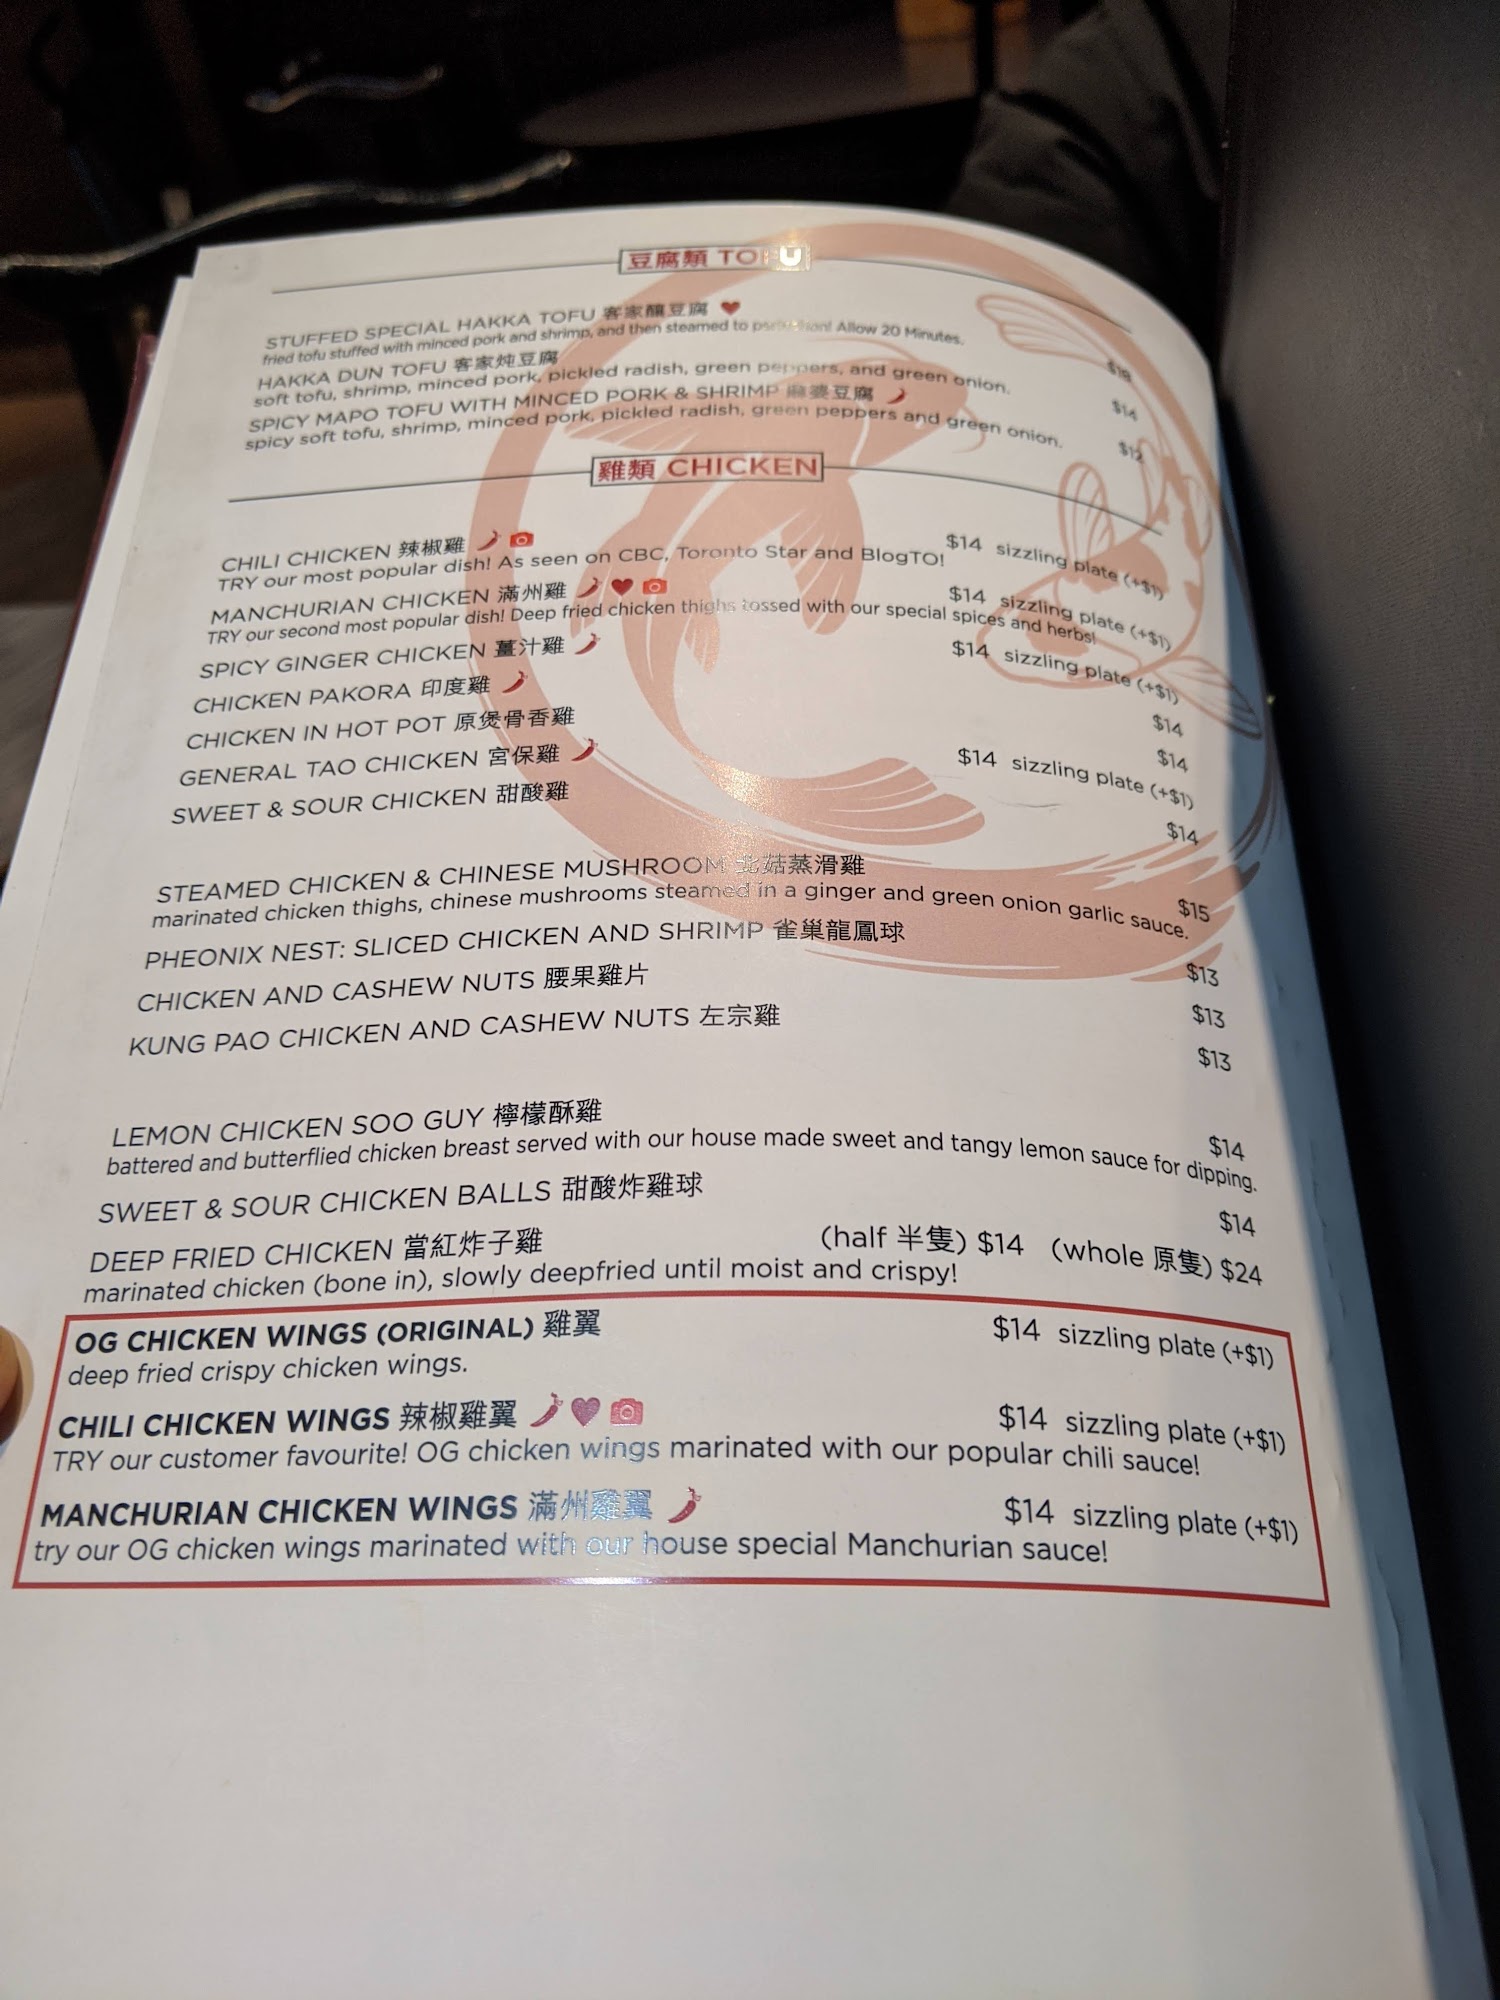 豆腐類 TOFU
STUFFED SPECIAL HAKKA TOFU 客家釀豆腐
fried tofu stuffed with minced pork and shrimp, and then steamed to perfection! Allow 20 Minutes.
$18
HAKKA DUN TOFU 客家炖豆腐
soft tofu, shrimp, minced pork, pickled radish, green peppers, and green onion.
$14
SPICY MAPO TOFU WITH MINCED PORK & SHRIMP 麻婆豆腐
spicy soft tofu, shrimp, minced pork, pickled radish, green peppers and green onion.
$12
雞類 CHICKEN
CHILI CHICKEN 辣椒雞 $14 sizzling plate (+$1)
TRY our most popular dish! As seen on CBC, Toronto Star and BlogTO!
MANCHURIAN CHICKEN 滿州雞 $14 sizzling plate (+$1)
TRY our second most popular dish! Deep fried chicken thighs tossed with our special spices and herbs!
SPICY GINGER CHICKEN 薑汁雞 $14 sizzling plate (+$1)
CHICKEN PAKORA 印度雞 $14
CHICKEN IN HOT POT 原煲骨香雞 $14
GENERAL TAO CHICKEN 宮保雞 $14 sizzling plate (+$1)
SWEET & SOUR CHICKEN 甜酸雞 $14
STEAMED CHICKEN & CHINESE MUSHROOM 北菇蒸滑雞 $15
marinated chicken thighs, chinese mushrooms steamed in a ginger and green onion garlic sauce.
PHEONIX NEST: SLICED CHICKEN AND SHRIMP 雀巢龍鳳球 $13
CHICKEN AND CASHEW NUTS 腰果雞片 $13
KUNG PAO CHICKEN AND CASHEW NUTS 左宗雞 $13
LEMON CHICKEN SOO GUY 檸檬酥雞 $14
battered and butterflied chicken breast served with our house made sweet and tangy lemon sauce for dipping.
SWEET & SOUR CHICKEN BALLS 甜酸炸雞球 $14
DEEP FRIED CHICKEN 當紅炸子雞 (half 半隻) $14 (whole 原隻) $24
marinated chicken (bone in), slowly deepfried until moist and crispy!
OG CHICKEN WINGS (ORIGINAL) 雞翼 $14 sizzling plate (+$1)
deep fried crispy chicken wings.
CHILI CHICKEN WINGS 辣椒雞翼 $14 sizzling plate (+$1)
TRY our customer favourite! OG chicken wings marinated with our popular chili sauce!
MANCHURIAN CHICKEN WINGS 滿州雞翼 $14 sizzling plate (+$1)
try our OG chicken wings marinated with our house special Manchurian sauce!